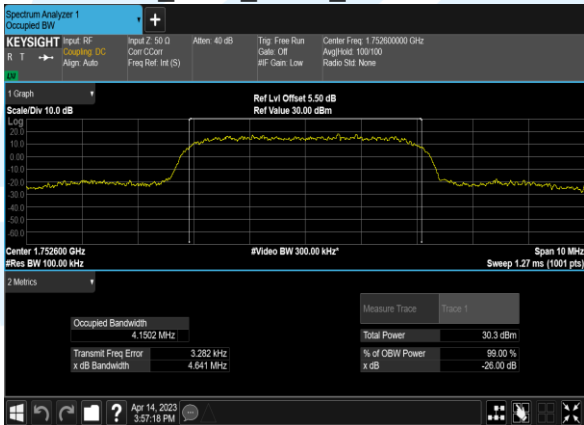 Spectrum Analyzer 1
Occupied BW
+
KEYSIGHT Input: RF Input Z: 50 Ω Atten: 40 dB Trig: Free Run Center Freq: 1.752600000 GHz
R T Coupling: DC Corr CCorr Gate: Off Avg|Hold: 100/100
Align: Auto Freq Ref: Int (S) #IF Gain: Low Radio Std: None
1 Graph
Ref Lvl Offset 5.50 dB
Scale/Div 10.0 dB Ref Value 30.00 dBm
Log
20.0
10.0
0.00
-10.0
-20.0
-30.0
-40.0
-50.0
-60.0
Center 1.752600 GHz #Video BW 300.00 kHz* Span 10 MHz
#Res BW 100.00 kHz Sweep 1.27 ms (1001 pts)
2 Metrics
Measure Trace Trace 1
Occupied Bandwidth
4.1502 MHz
Total Power 30.3 dBm
Transmit Freq Error 3.282 kHz % of OBW Power 99.00 %
x dB Bandwidth 4.641 MHz x dB -26.00 dB
? Apr 14, 2023
3:57:18 PM